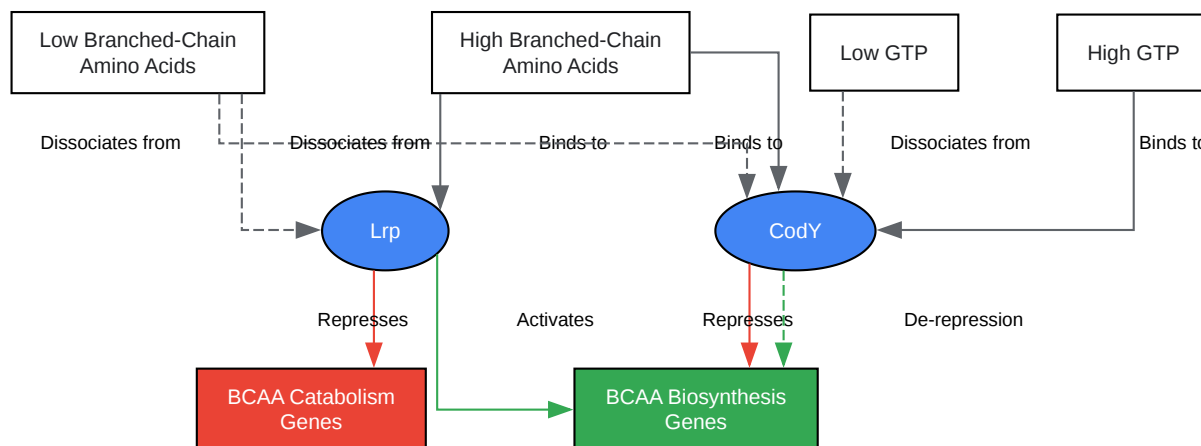 Low Branched-Chain
Amino Acids
High Branched-Chain
Amino Acids
Low GTP
High GTP
Dissociates from
Dissociates from
Binds to
Binds to
Dissociates from
Binds to
Lrp
CodY
Represses
Activates
Represses
De-repression
BCAA Catabolism
Genes
BCAA Biosynthesis
Genes